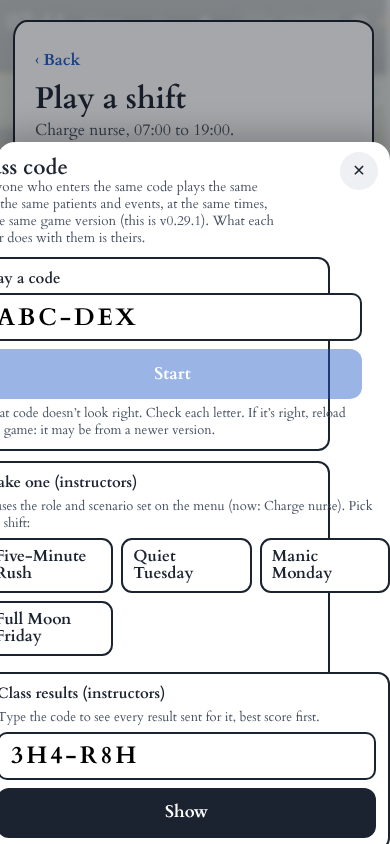 ‹ Back
Play a shift
Charge nurse, 07:00 to 19:00.
ss code
×
one who enters the same code plays the same
the same patients and events, at the same times,
e same game version (this is v0.29.1). What each
r does with them is theirs.
ay a code
ABC-DEX
Start
at code doesn't look right. Check each letter. If it's right, reload
game: it may be from a newer version.
ake one (instructors)
uses the role and scenario set on the menu (now: Charge nurse). Pick
shift:
Five-Minute
Rush
Quiet
Tuesday
Manic
Monday
Full Moon
Friday
Class results (instructors)
Type the code to see every result sent for it, best score first.
3H4-R8H
Show